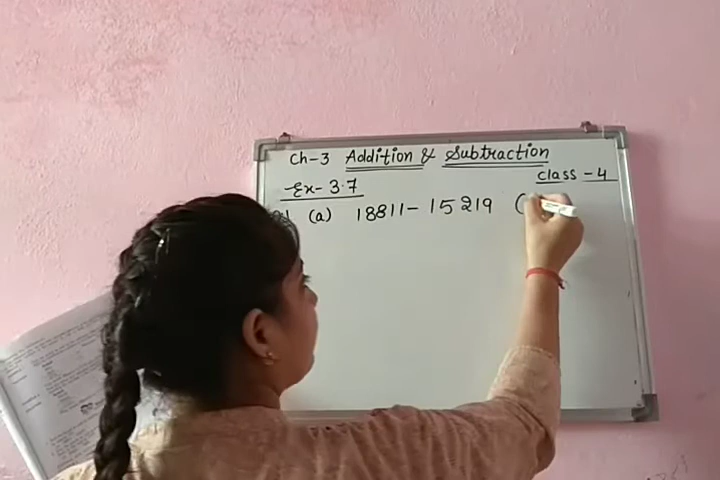 Ch-3 Addition & Subtraction
Class - 4
Ex- 3.7
(a) 18811 - 15219 (